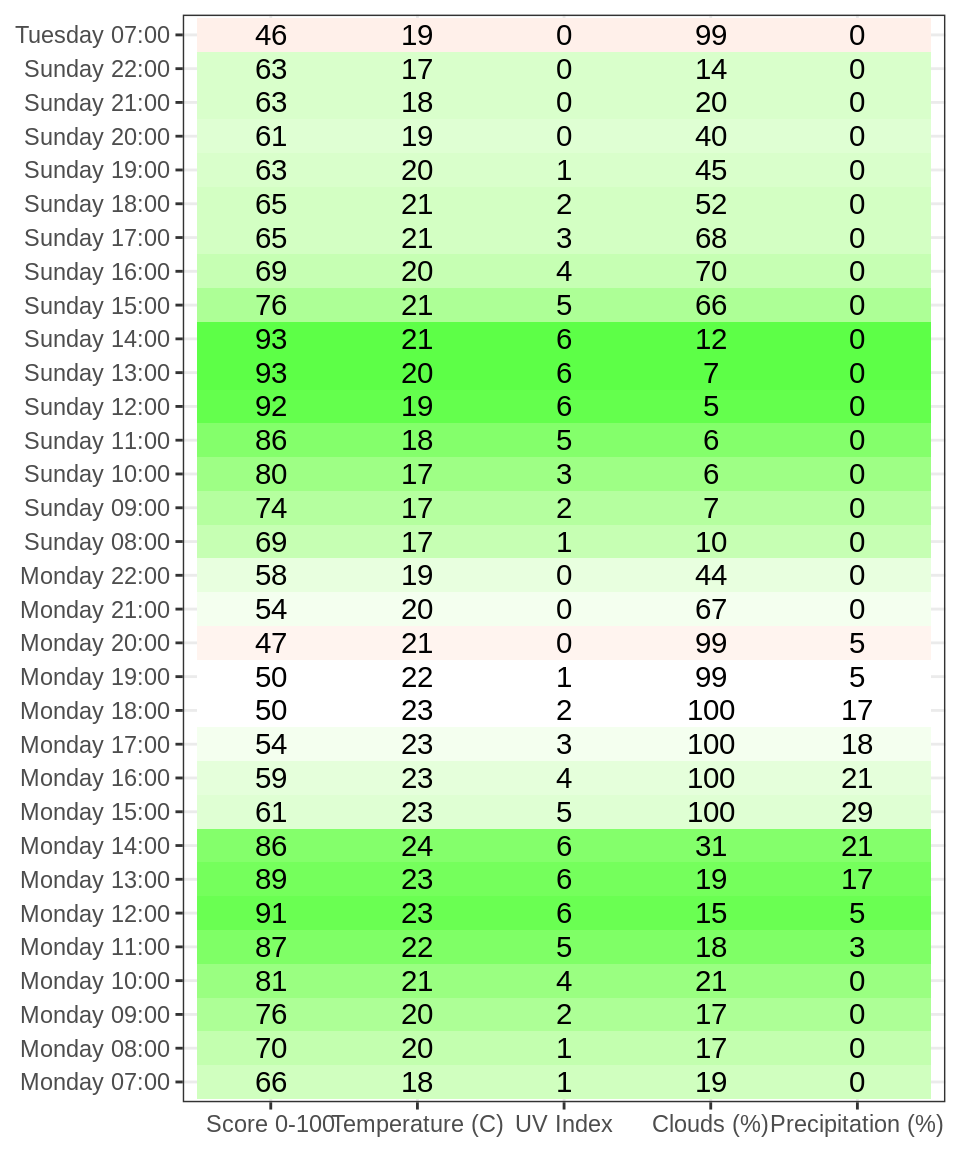 Tuesday 07:00 46 19 0 99 0
Sunday 22:00 63 17 0 14 0
Sunday 21:00 63 18 0 20 0
Sunday 20:00 61 19 0 40 0
Sunday 19:00 63 20 1 45 0
Sunday 18:00 65 21 2 52 0
Sunday 17:00 65 21 3 68 0
Sunday 16:00 69 20 4 70 0
Sunday 15:00 76 21 5 66 0
Sunday 14:00 93 21 6 12 0
Sunday 13:00 93 20 6 7 0
Sunday 12:00 92 19 6 5 0
Sunday 11:00 86 18 5 6 0
Sunday 10:00 80 17 3 6 0
Sunday 09:00 74 17 2 7 0
Sunday 08:00 69 17 1 10 0
Monday 22:00 58 19 0 44 0
Monday 21:00 54 20 0 67 0
Monday 20:00 47 21 0 99 5
Monday 19:00 50 22 1 99 5
Monday 18:00 50 23 2 100 17
Monday 17:00 54 23 3 100 18
Monday 16:00 59 23 4 100 21
Monday 15:00 61 23 5 100 29
Monday 14:00 86 24 6 31 21
Monday 13:00 89 23 6 19 17
Monday 12:00 91 23 6 15 5
Monday 11:00 87 22 5 18 3
Monday 10:00 81 21 4 21 0
Monday 09:00 76 20 2 17 0
Monday 08:00 70 20 1 17 0
Monday 07:00 66 18 1 19 0
Score 0-100 Temperature (C) UV Index Clouds (%) Precipitation (%)